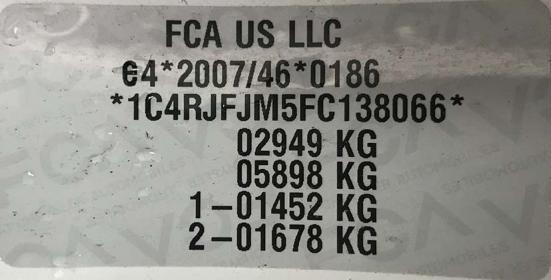 FCA US LLC
e4*2007/46*0186
*1C4RJFJM5FC138066*
02949 KG
05898 KG
1-01452 KG
2-01678 KG